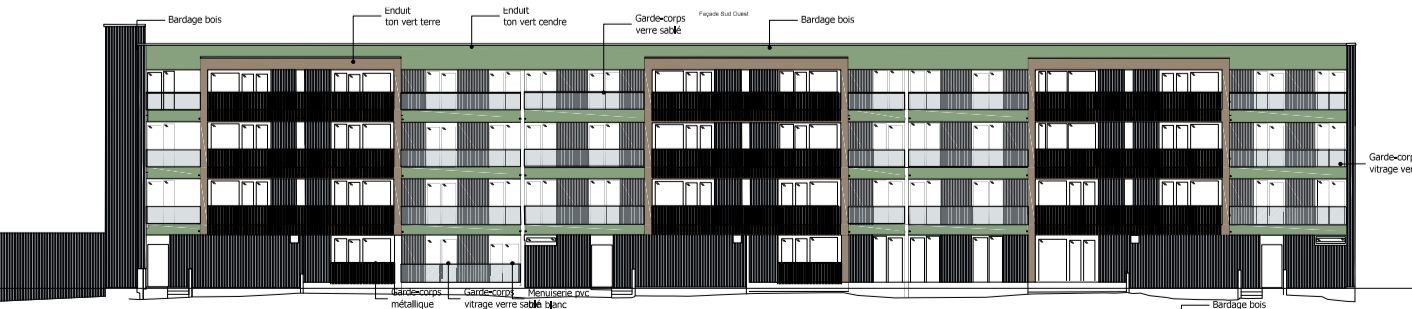 Bardage bois
Enduit
ton vert terre
Enduit
ton vert cendre
Garde-corps
verre sablé
Façade Sud Ouest
Bardage bois
Garde-corp
vitrage ver
Garde-corps
métallique
Garde-corps
vitrage verre sablé
Menuiserie pvc
blanc
Bardage bois